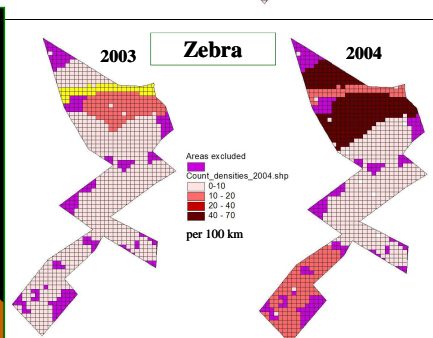 2003
Zebra
2004
Areas excluded
Count_densities_2004.shp
0-10
10 - 20
20 - 40
40 - 70
per 100 km